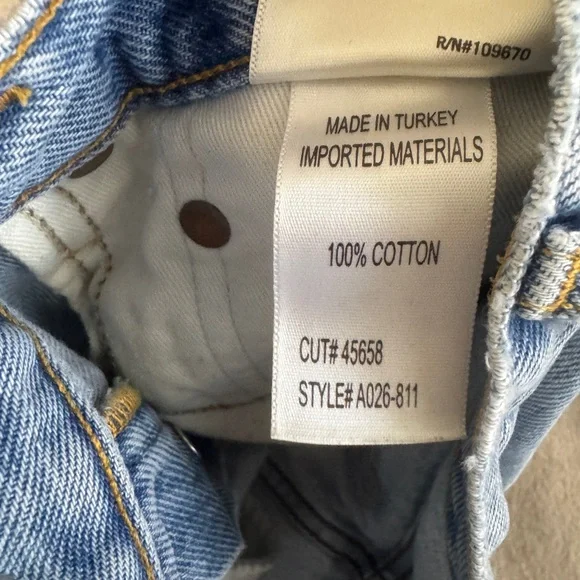 R/N#109670
MADE IN TURKEY
IMPORTED MATERIALS
100% COTTON
CUT# 45658
STYLE# A026-811